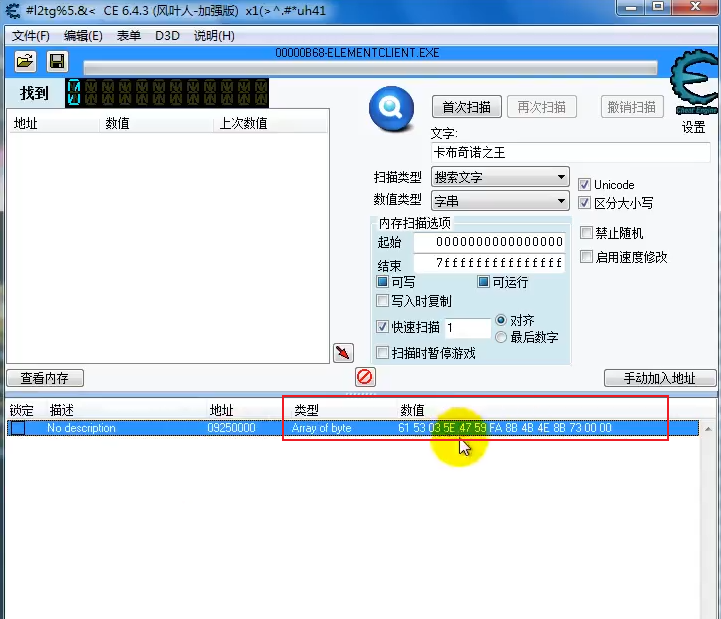 #l2tg%5.&<  CE 6.4.3 (风叶人-加强版)  x1(>^.#*uh41
文件(F)  编辑(E)  表单  D3D  说明(H)
00000B68-ELEMENTCLIENT.EXE
找到
设置
地址  数值  上次数值
首次扫描  再次扫描  撤销扫描
文字:
卡布奇诺之王
扫描类型  搜索文字
数值类型  字串
Unicode
区分大小写
内存扫描选项
起始  0000000000000000
结束  7fffffffffffffff
可写  可运行
写入时复制
快速扫描  1  对齐
最后数字
扫描时暂停游戏
禁止随机
启用速度修改
查看内存  手动加入地址
锁定  描述  地址  类型  数值
No description  09250000  Array of byte  61 53 03 5E 47 59 FA 8B 4B 4E 8B 73 00 00